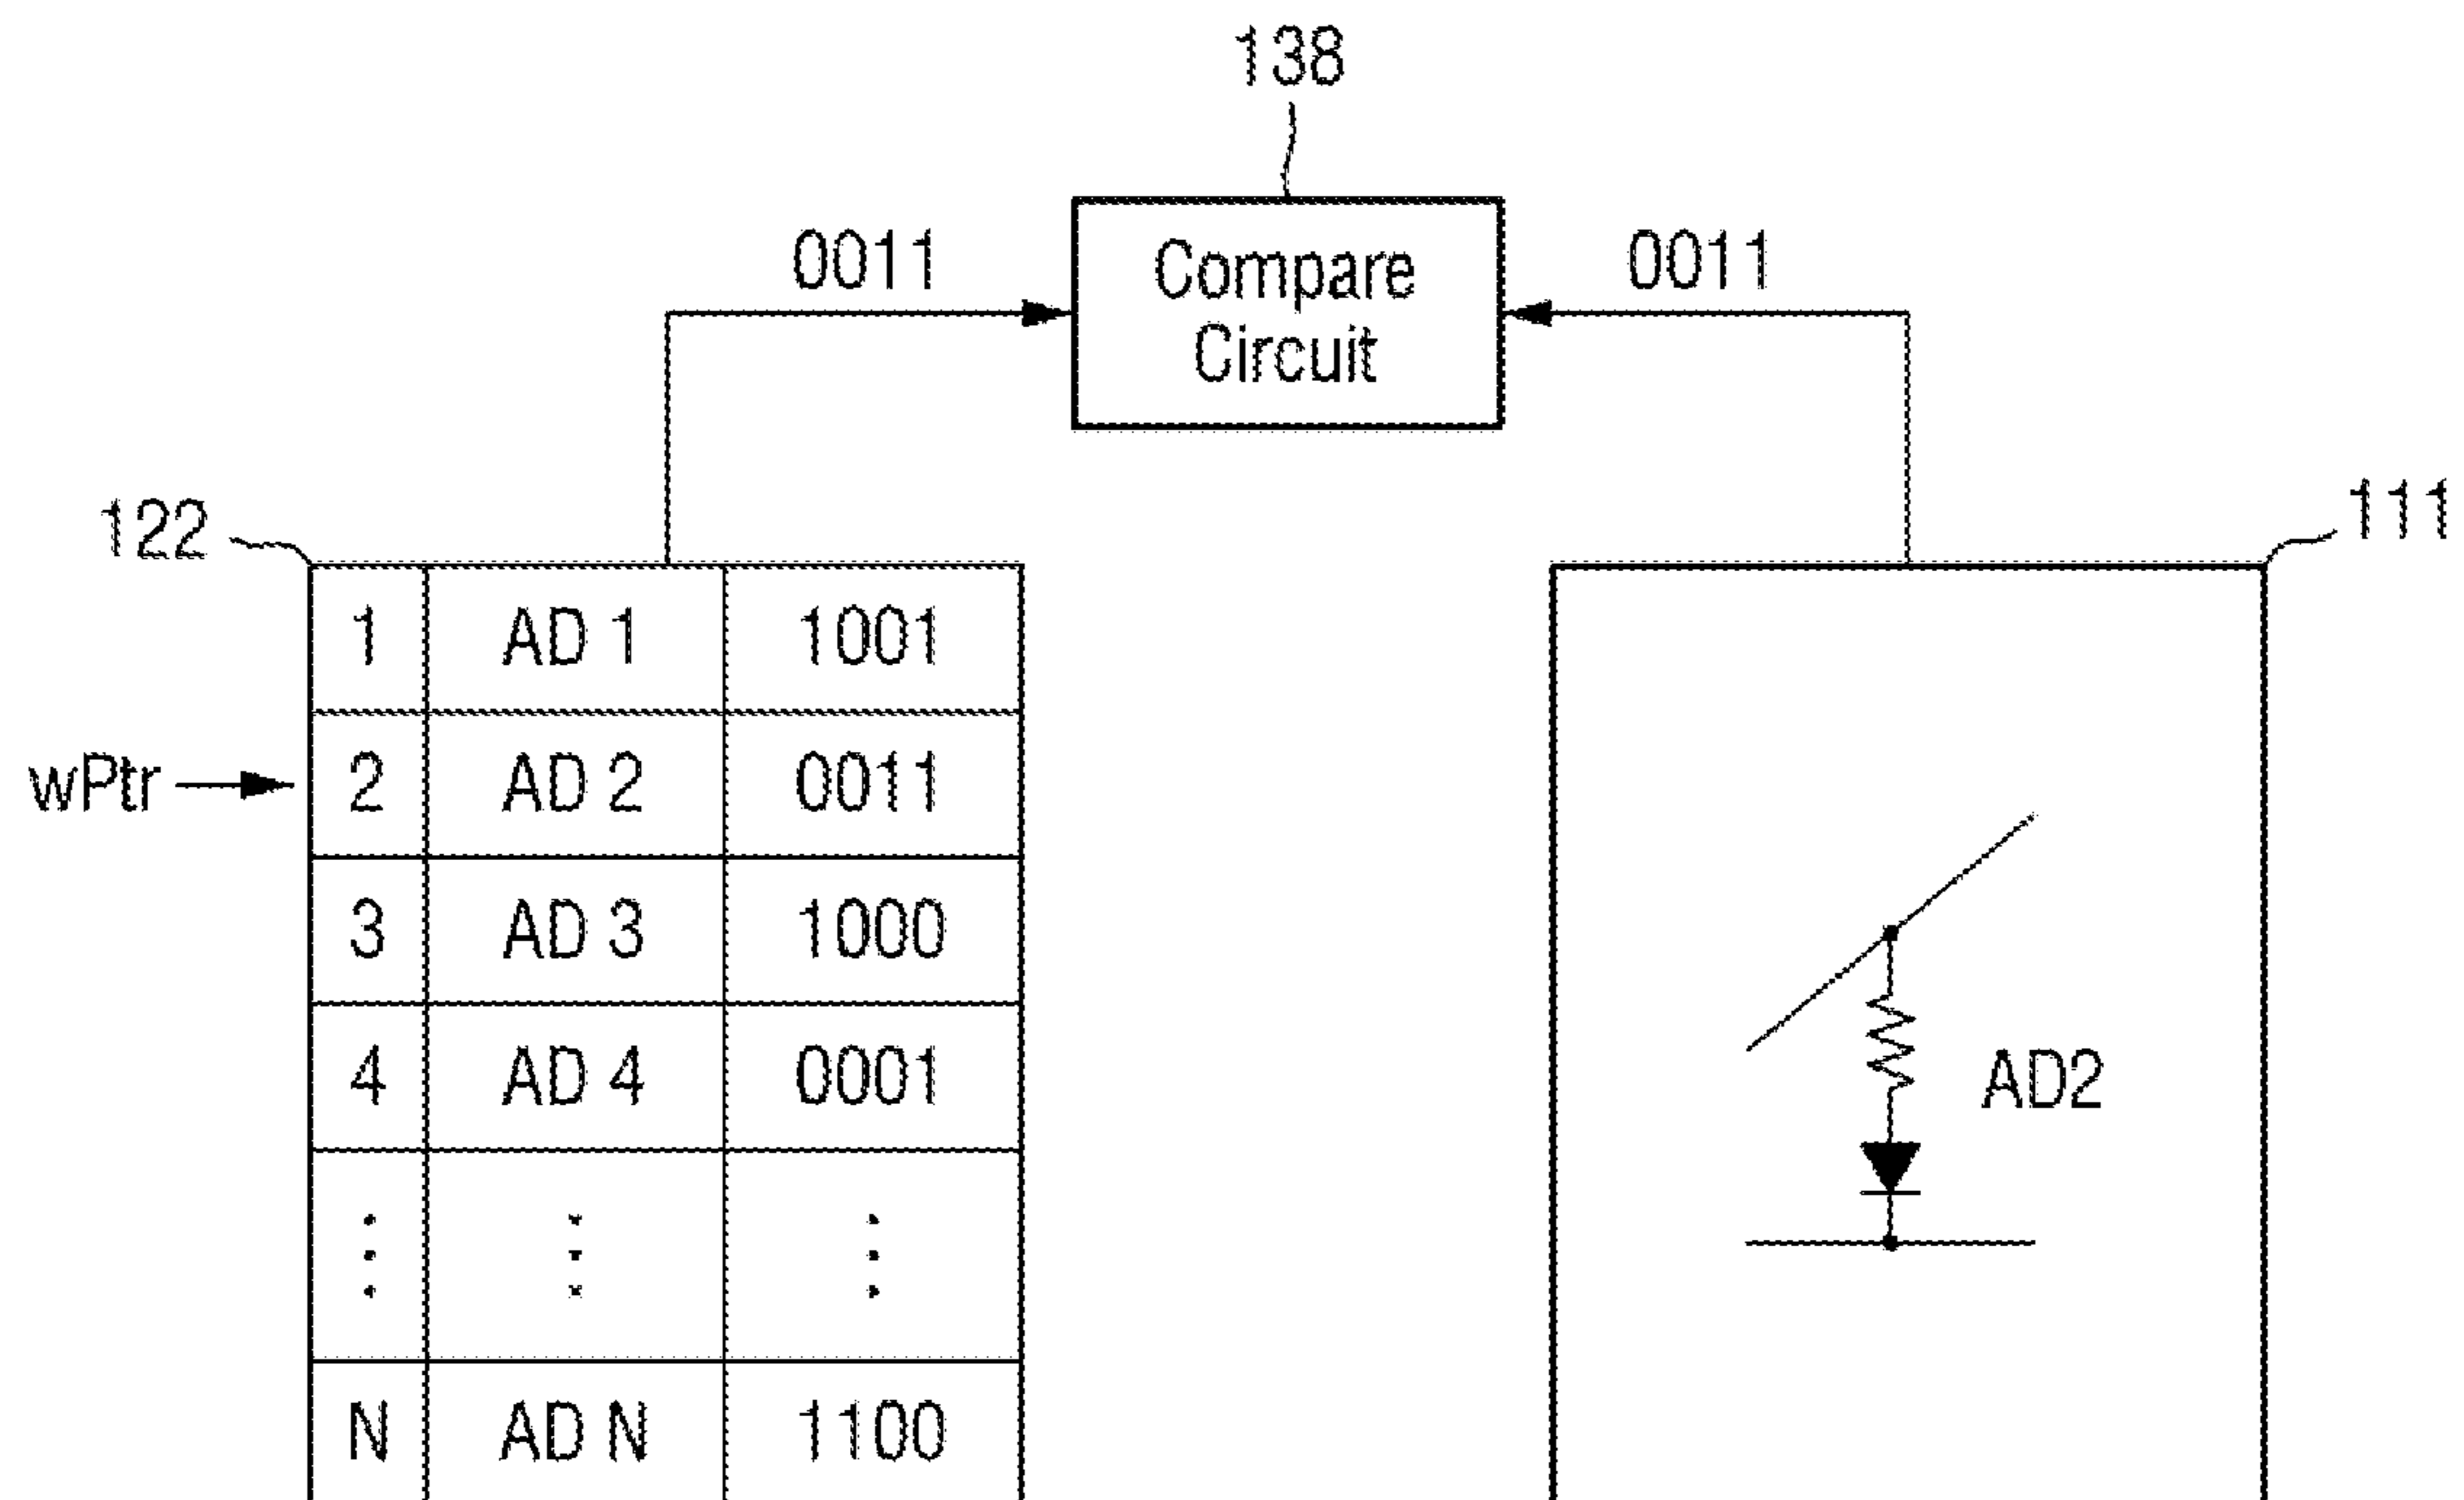 138
0011
Compare
Circuit
0011
122
111
1 AD 1 1001
wPtr 2 AD 2 0011
3 AD 3 1000
4 AD 4 0001
AD2
N AD N 1100